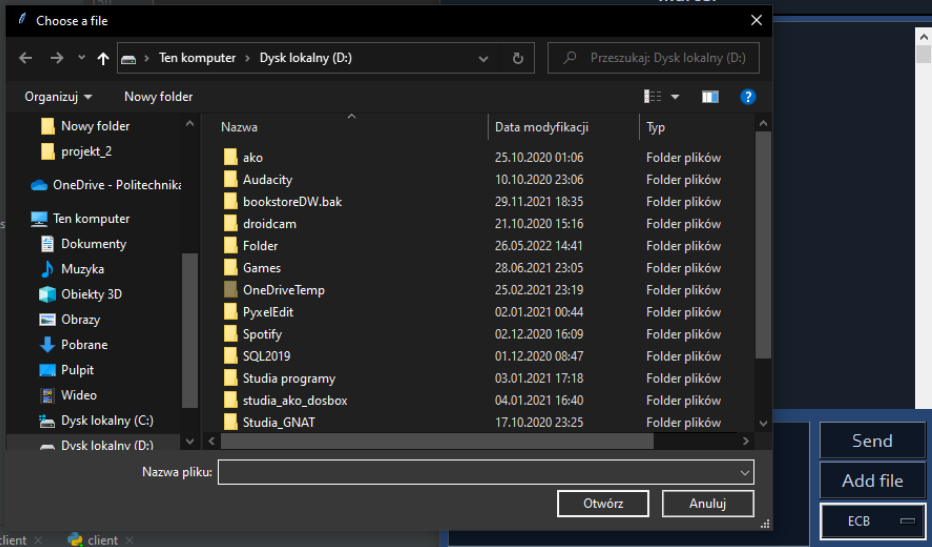 Choose a file
Ten komputer > Dysk lokalny (D:)
Przeszukaj: Dysk lokalny (D:)
Organizuj
Nowy folder
Nowy folder
projekt_2
OneDrive - Politechnika
Ten komputer
Dokumenty
Muzyka
Obiekty 3D
Obrazy
Pobrane
Pulpit
Wideo
Dysk lokalny (C:)
Dysk lokalny (D:)
Nazwa Data modyfikacji Typ
ako 25.10.2020 01:06 Folder plików
Audacity 10.10.2020 23:06 Folder plików
bookstoreDW.bak 29.11.2021 18:35 Folder plików
droidcam 21.10.2020 15:16 Folder plików
Folder 26.05.2022 14:41 Folder plików
Games 28.06.2021 23:05 Folder plików
OneDriveTemp 25.02.2021 23:19 Folder plików
PyxelEdit 02.01.2021 00:44 Folder plików
Spotify 02.12.2020 16:09 Folder plików
SQL2019 01.12.2020 08:47 Folder plików
Studia programy 03.01.2021 17:18 Folder plików
studia_ako_dosbox 04.01.2021 16:40 Folder plików
Studia_GNAT 17.10.2020 23:25 Folder plików
Nazwa pliku:
Otwórz
Anuluj
Send
Add file
ECB
client
client